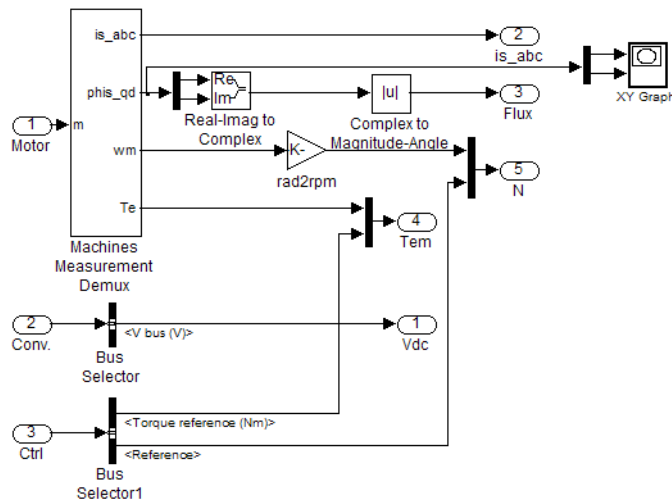 is_abc
2
is_abc
phis_qd
Re
Im
Real-Imag to
Complex
|u|
Complex to
Magnitude-Angle
3
Flux
XY Graph
1
Motor
m
wm
K-
rad2rpm
5
N
Te
4
Tem
Machines
Measurement
Demux
2
Conv.
<V bus (V)>
Bus
Selector
1
Vdc
3
Ctrl
<Torque reference (Nm)>
<Reference>
Bus
Selector1